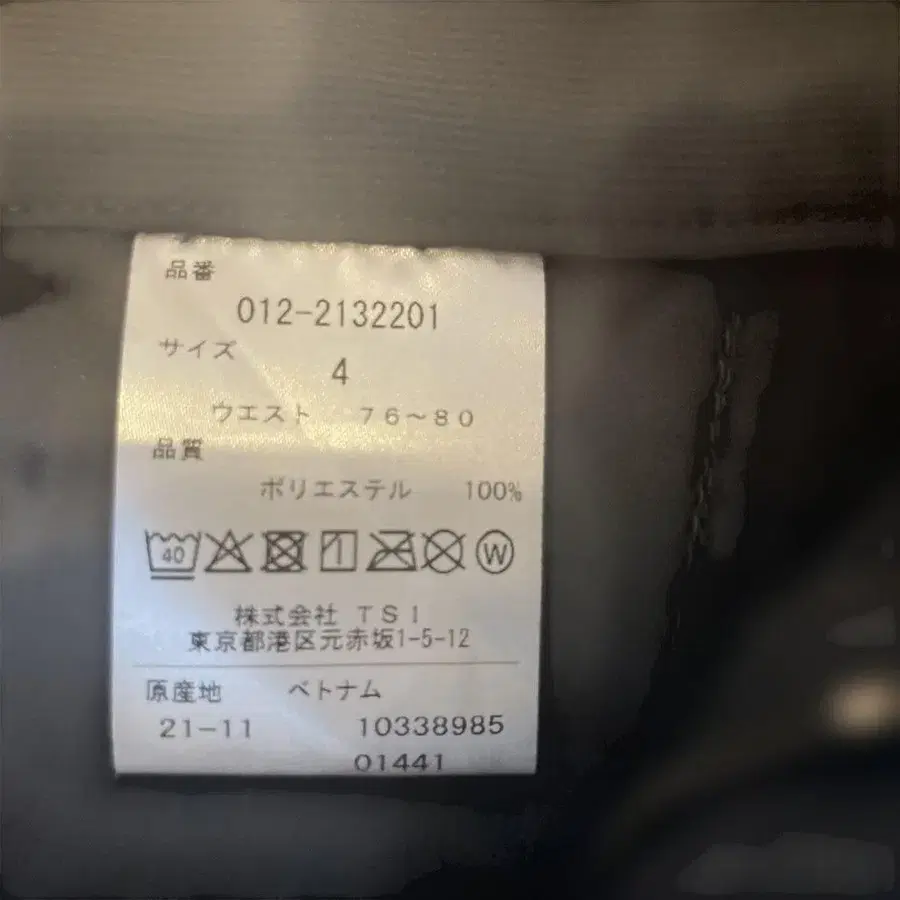 品番
012-2132201
サイズ
4
ウエスト 76~80
品質
ポリエステル 100%
40 W
株式会社 TSI
東京都港区元赤坂1-5-12
原産地 ベトナム
21-11 10338985
01441